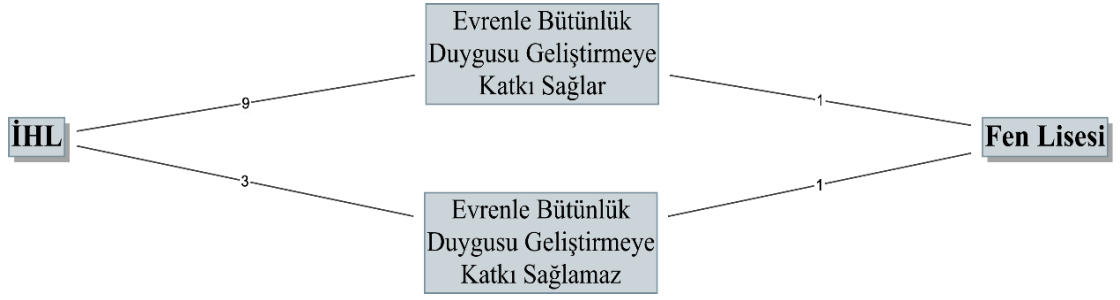 Evrenle Bütünlük
Duygusu Geliştirmeye
Katkı Sağlar
9
1
İHL
Fen Lisesi
3
1
Evrenle Bütünlük
Duygusu Geliştirmeye
Katkı Sağlamaz